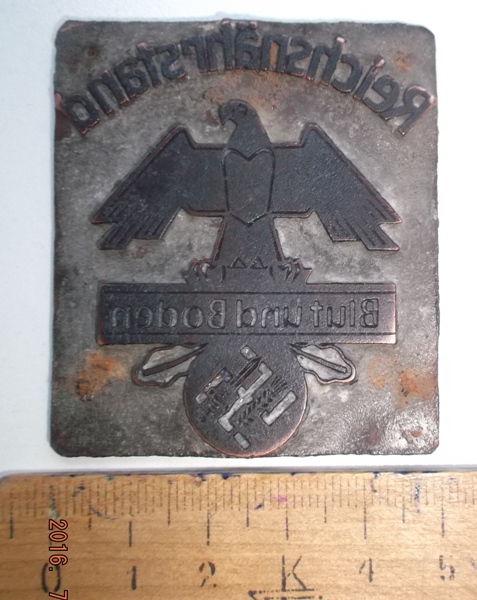 Reichsnährstand
Blut und Boden
0 1 2 K 4 5
2016. 7